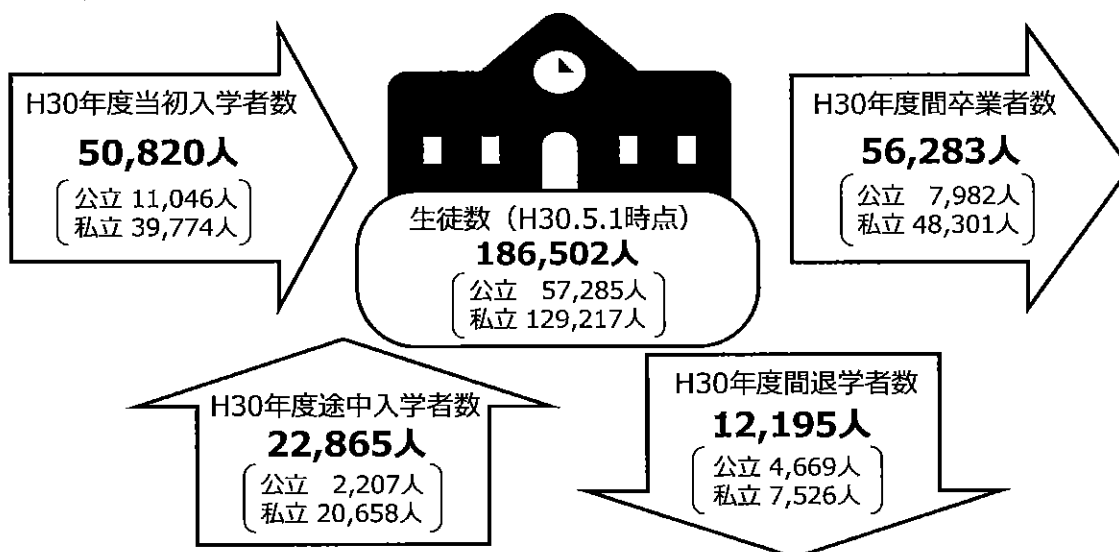 H30年度当初入学者数
50,820人
公立 11,046人
私立 39,774人
生徒数（H30.5.1時点）
186,502人
公立 57,285人
私立 129,217人
H30年度間卒業者数
56,283人
公立 7,982人
私立 48,301人
H30年度途中入学者数
22,865人
公立 2,207人
私立 20,658人
H30年度間退学者数
12,195人
公立 4,669人
私立 7,526人